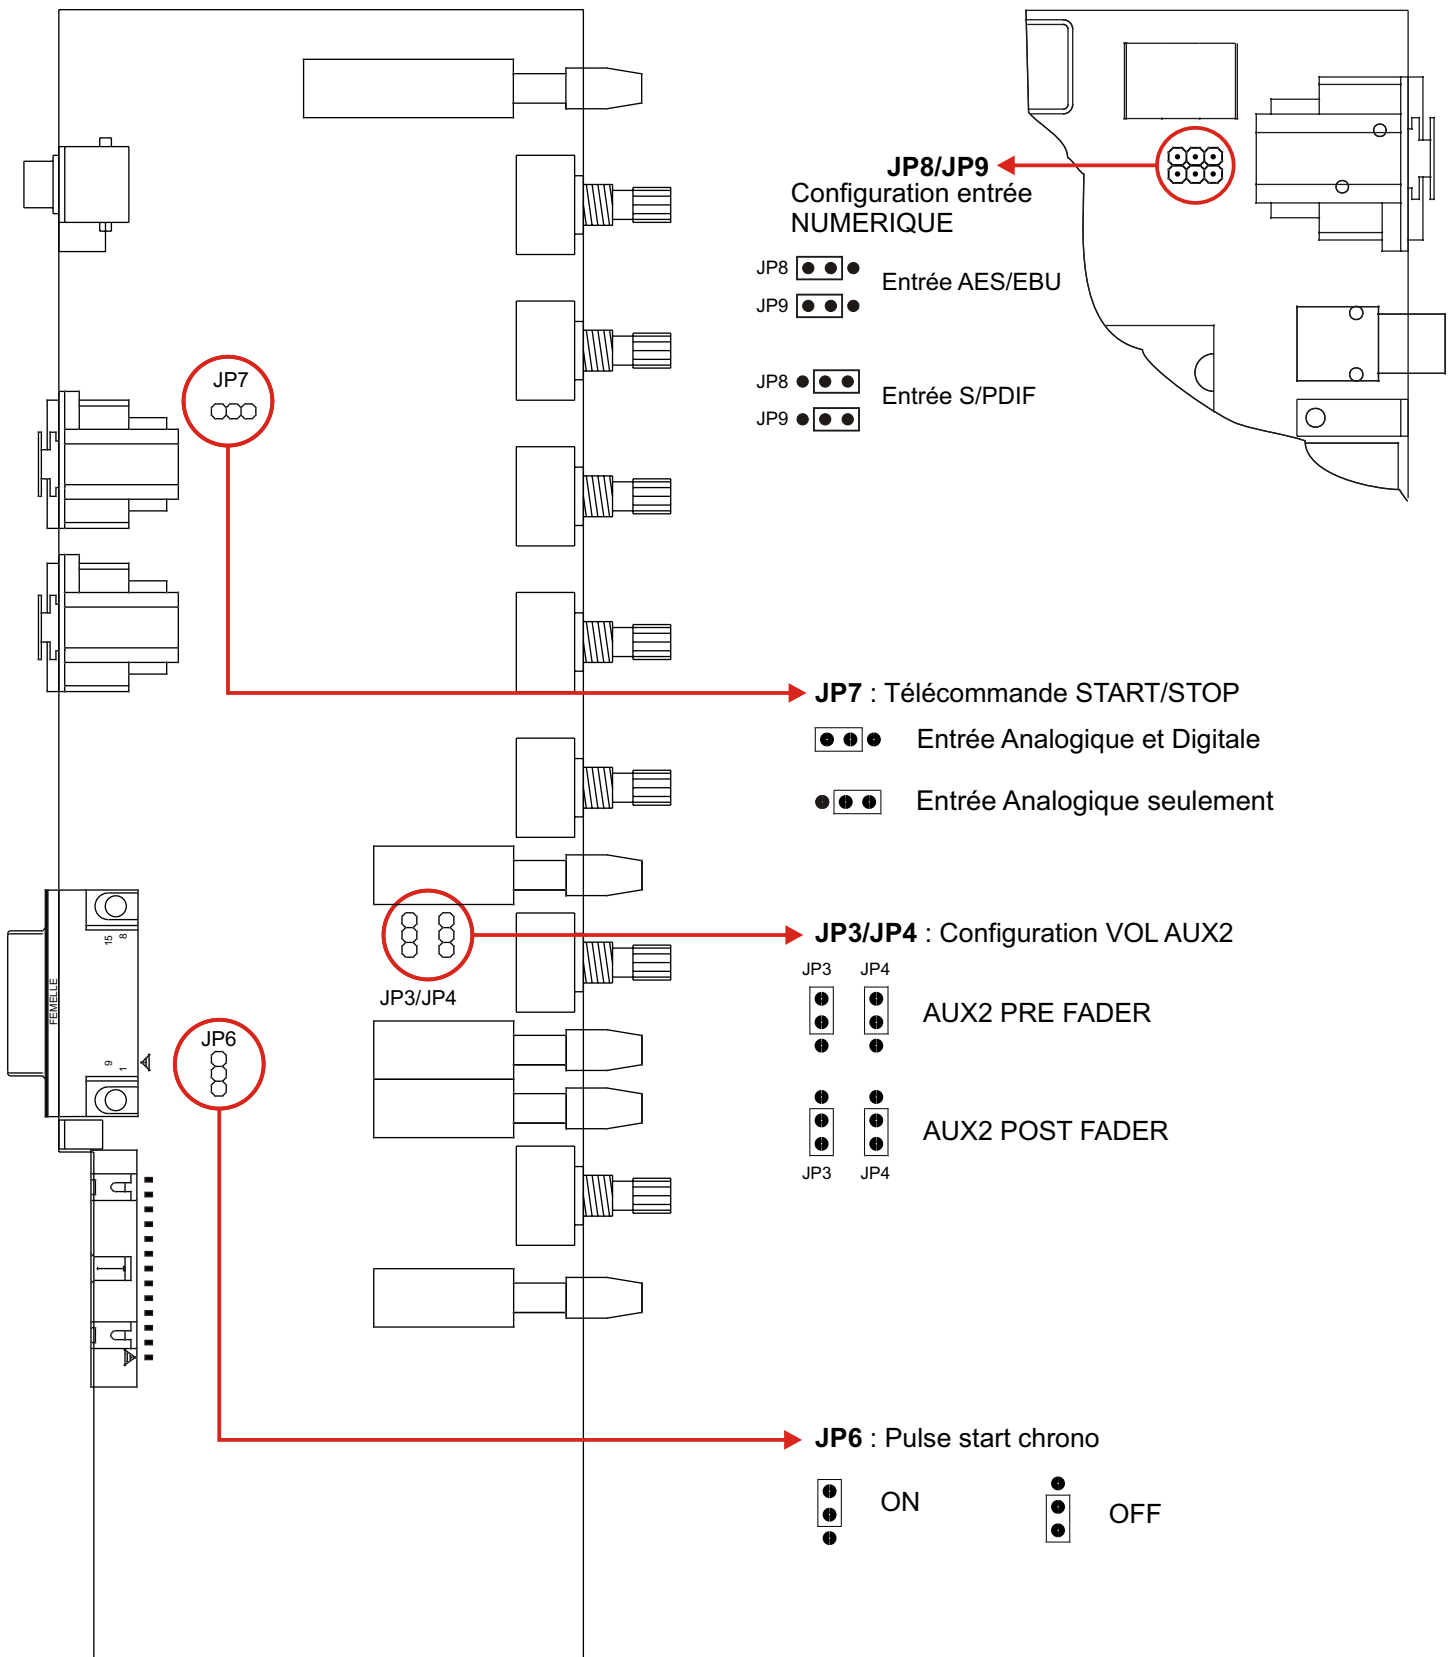 JP8/JP9
Configuration entrée
NUMERIQUE
JP8
Entrée AES/EBU
JP9
JP8
Entrée S/PDIF
JP9
JP7
JP7 : Télécommande START/STOP
Entrée Analogique et Digitale
Entrée Analogique seulement
JP3/JP4
JP3/JP4 : Configuration VOL AUX2
JP3 JP4
AUX2 PRE FADER
AUX2 POST FADER
JP3 JP4
FEMELLE
15 8
9 1
JP6
JP6 : Pulse start chrono
ON
OFF